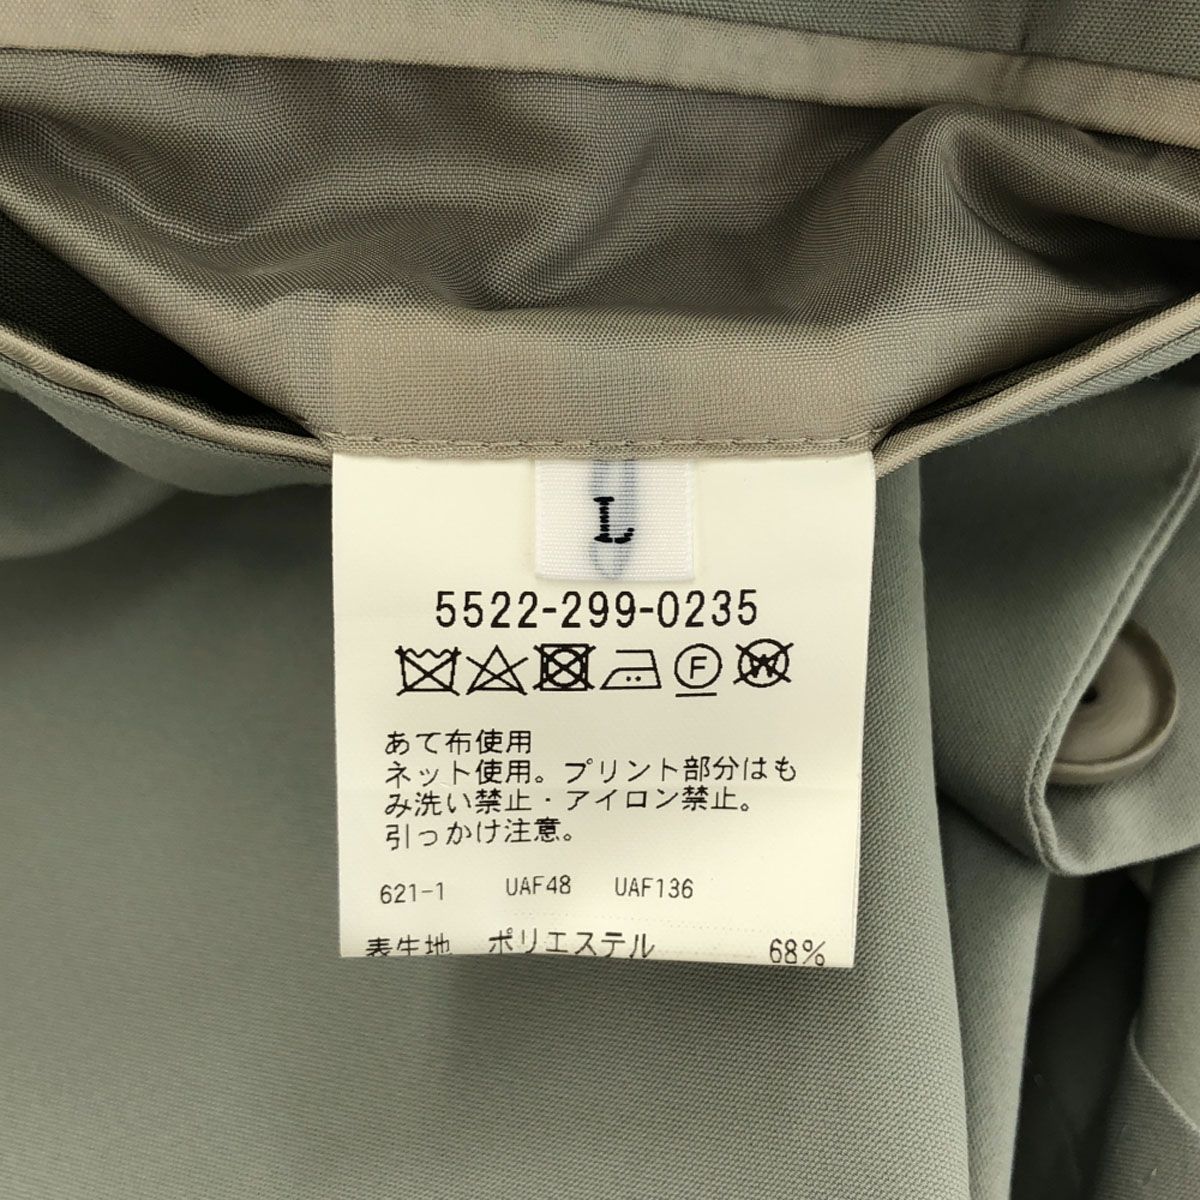 L
5522-299-0235
F
W
あて布使用
ネット使用。プリント部分はも
み洗い禁止・アイロン禁止。
引っかけ注意。
621-1 UAF48 UAF136
表生地 ポリエステル 68%